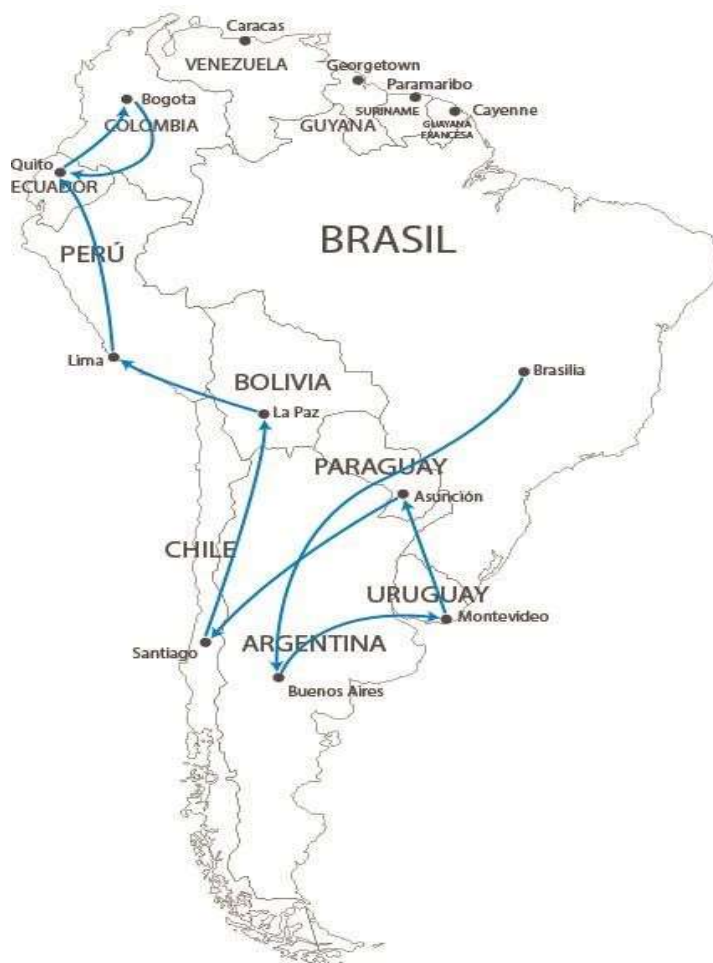 Caracas
VENEZUELA
Georgetown
Paramaribo
Bogota
SURINAME
Cayenne
COLOMBIA
GUYANA
GUAYANA
FRANCESA
Quito
ECUADOR
BRASIL
PERÚ
Lima
Brasilia
BOLIVIA
La Paz
PARAGUAY
Asunción
CHILE
URUGUAY
Montevideo
ARGENTINA
Santiago
Buenos Aires